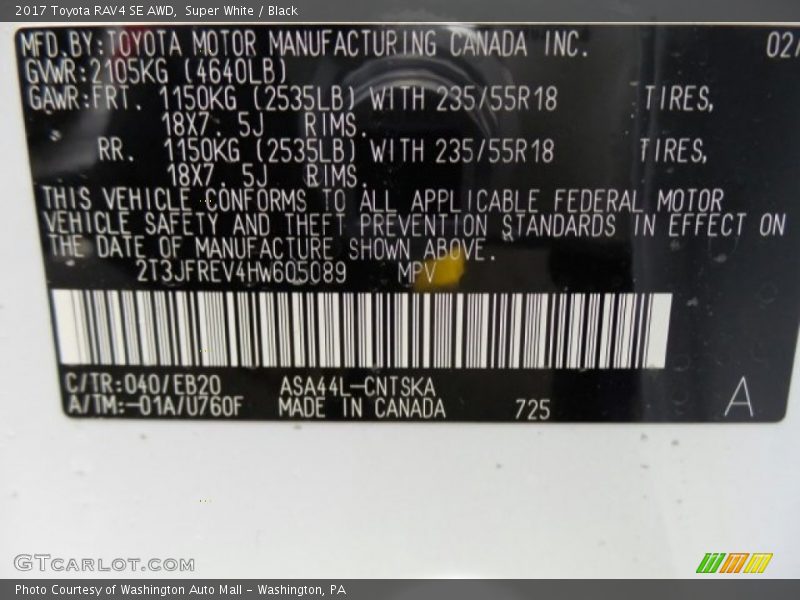 2017 Toyota RAV4 SE AWD, Super White / Black
MFD.BY:TOYOTA MOTOR MANUFACTURING CANADA INC. 02/
GVWR:2105KG (4640LB)
GAWR:FRT. 1150KG (2535LB) WITH 235/55R18 TIRES,
18X7. 5J RIMS.
RR. 1150KG (2535LB) WITH 235/55R18 TIRES,
18X7. 5J RIMS.
THIS VEHICLE CONFORMS TO ALL APPLICABLE FEDERAL MOTOR
VEHICLE SAFETY AND THEFT PREVENTION STANDARDS IN EFFECT ON
THE DATE OF MANUFACTURE SHOWN ABOVE.
2T3JFREV4HW605089 MPV
C/TR:040/EB20 ASA44L-CNTSKA
A/TM:-01A/U760F MADE IN CANADA 725 A
GTCARLOT.COM
Photo Courtesy of Washington Auto Mall - Washington, PA